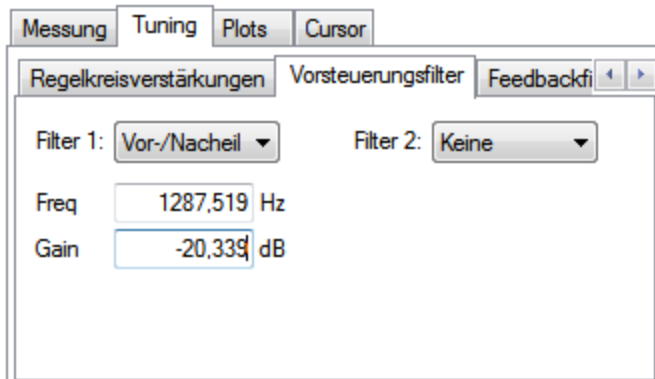 Messung Tuning Plots Cursor
Regelkreisverstärkungen Vorsteuerungsfilter Feedbackfi
Filter 1: Vor-/Nacheil Filter 2: Keine
Freq 1287,519 Hz
Gain -20,339 dB